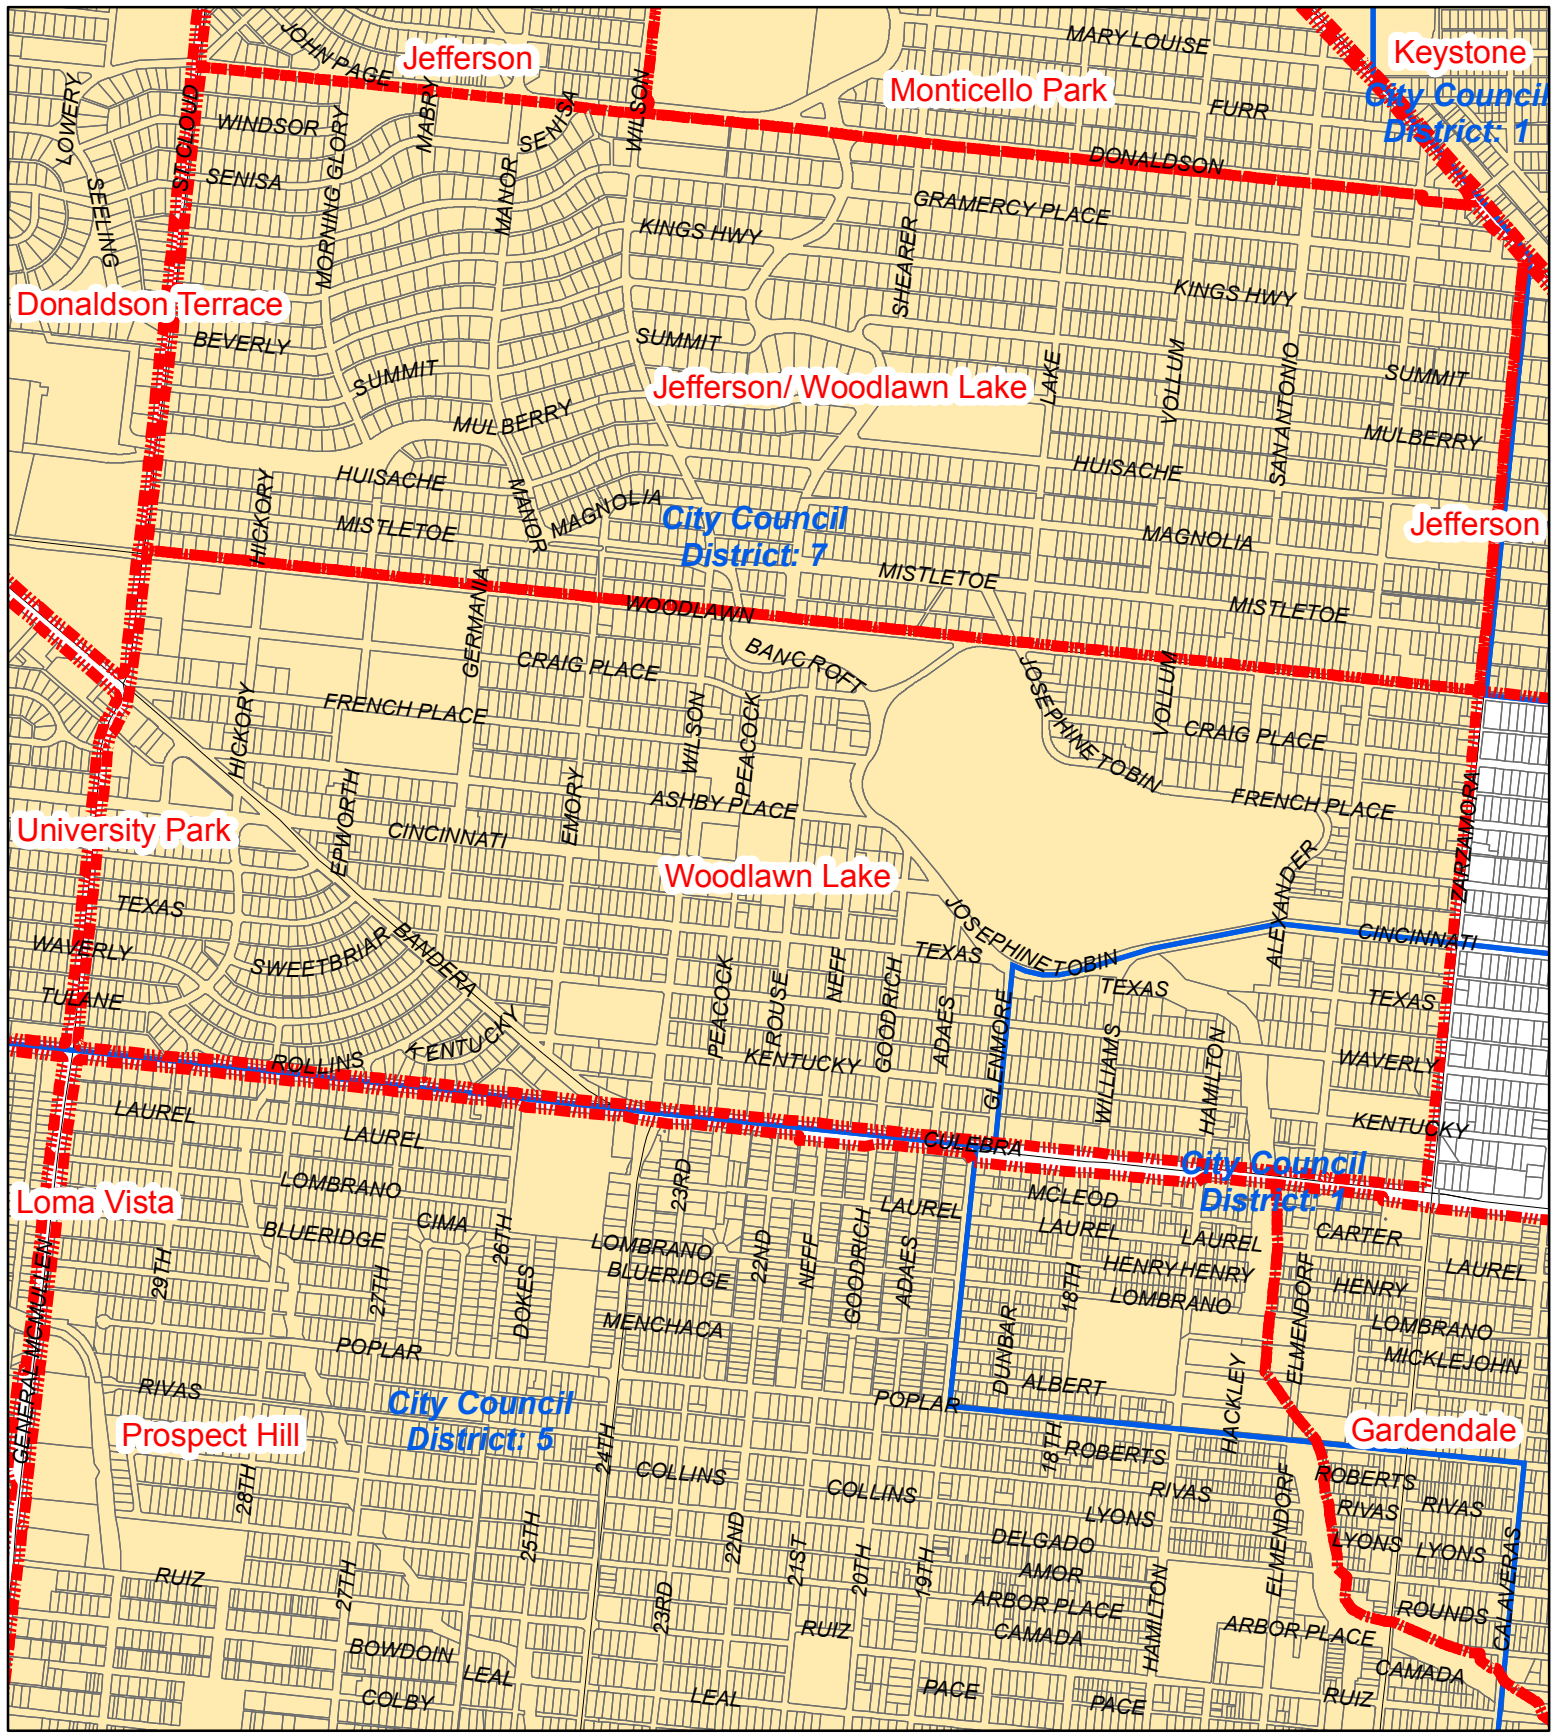 MARY LOUISE
Keystone
JOHN PAGE
Jefferson
Monticello Park
City Council
District: 1
LOWERY
ST CLOUD
WINDSOR
MABRY
SENISA
WILSON
FURR
DONALDSON
SENISA
MORNING GLORY
MANOR
SEELING
GRAMERCY PLACE
KINGS HWY
SHEARER
KINGS HWY
Donaldson Terrace
BEVERLY
SUMMIT
SUMMIT
Jefferson/ Woodlawn Lake
LAKE
VOLLUM
SAN ANTONIO
SUMMIT
MULBERRY
MULBERRY
HUISACHE
HUISACHE
HICKORY
MANOR
MAGNOLIA
City Council
District: 7
Jefferson
MISTLETOE
MAGNOLIA
MISTLETOE
MISTLETOE
GERMANIA
WOODLAWN
CRAIG PLACE
BANCROFT
JOSEPHINE TOBIN
VOLLUM
HICKORY
FRENCH PLACE
WILSON
PEACOCK
CRAIG PLACE
University Park
EPWORTH
CINCINNATI
EMORY
ASHBY PLACE
FRENCH PLACE
ZARZAMORA
Woodlawn Lake
ALEXANDER
TEXAS
WAVERLY
SWEETBRIAR
BANDERA
JOSEPHINE TOBIN
TEXAS
CINCINNATI
TULANE
PEACOCK
ROUSE
NEFF
GOODRICH
ADAES
GLENMORE
TEXAS
TEXAS
ROLLINS
KENTUCKY
KENTUCKY
WILLIAMS
HAMILTON
WAVERLY
LAUREL
LAUREL
CULEBRA
KENTUCKY
City Council
District: 1
Loma Vista
LOMBRANO
23RD
LAUREL
MCLEOD
LAUREL
LAUREL
CARTER
BLUERIDGE
CIMA
26TH
LOMBRANO
BLUERIDGE
22ND
NEFF
GOODRICH
ADAES
HENRY
HENRY
HENRY
LAUREL
GENERAL MCMULLEN
29TH
27TH
DOKES
MENCHACA
DUNBAR
18TH
LOMBRANO
ELMENDORF
LOMBRANO
MICKLEJOHN
POPLAR
RIVAS
POPLAR
ALBERT
HACKLEY
City Council
District: 5
Prospect Hill
24TH
18TH
ROBERTS
Gardendale
28TH
COLLINS
COLLINS
RIVAS
ELMENDORF
ROBERTS
RIVAS
RIVAS
25TH
22ND
21ST
20TH
19TH
LYONS
DELGADO
LYONS
LYONS
CALAVERAS
RUIZ
27TH
23RD
AMOR
ARBOR PLACE
HAMILTON
ROUNDS
RUIZ
CAMADA
ARBOR PLACE
BOWDOIN
LEAL
CAMADA
COLBY
LEAL
PACE
PACE
RUIZ